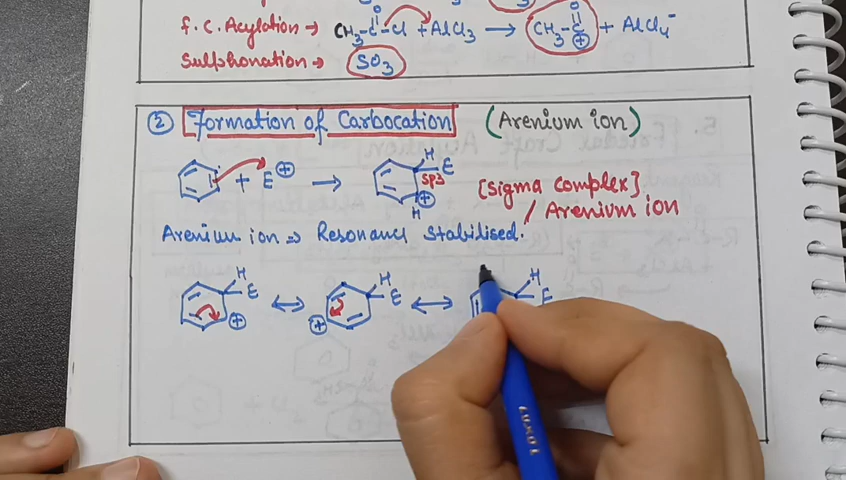 O
f.C.Acylation → CH₃-C-Cl + AlCl₃ → CH₃-C⊕ + AlCl₄⁻
Sulphonation → SO₃
② Formation of Carbocation (Arenium ion)
H
+ E⊕ → E
sp3
⊕
H
[Sigma Complex]
/ Arenium ion
Arenium ion ⇒ Resonance stabilised.
H H H
E ⊕ ↔ ⊕ E ↔ E
LUXOR